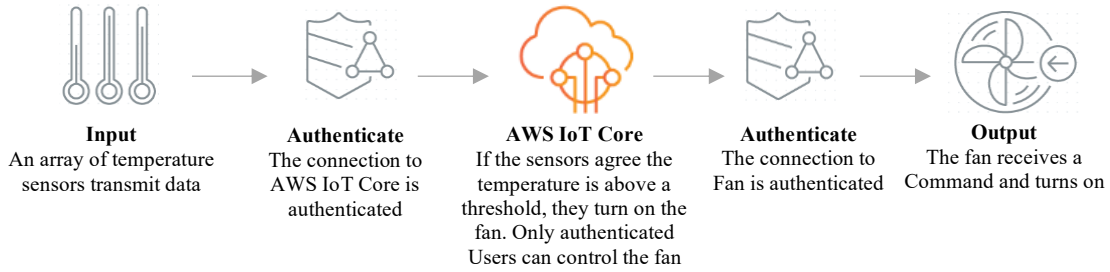 Input
An array of temperature
sensors transmit data
Authenticate
The connection to
AWS IoT Core is
authenticated
AWS IoT Core
If the sensors agree the
temperature is above a
threshold, they turn on the
fan. Only authenticated
Users can control the fan
Authenticate
The connection to
Fan is authenticated
Output
The fan receives a
Command and turns on